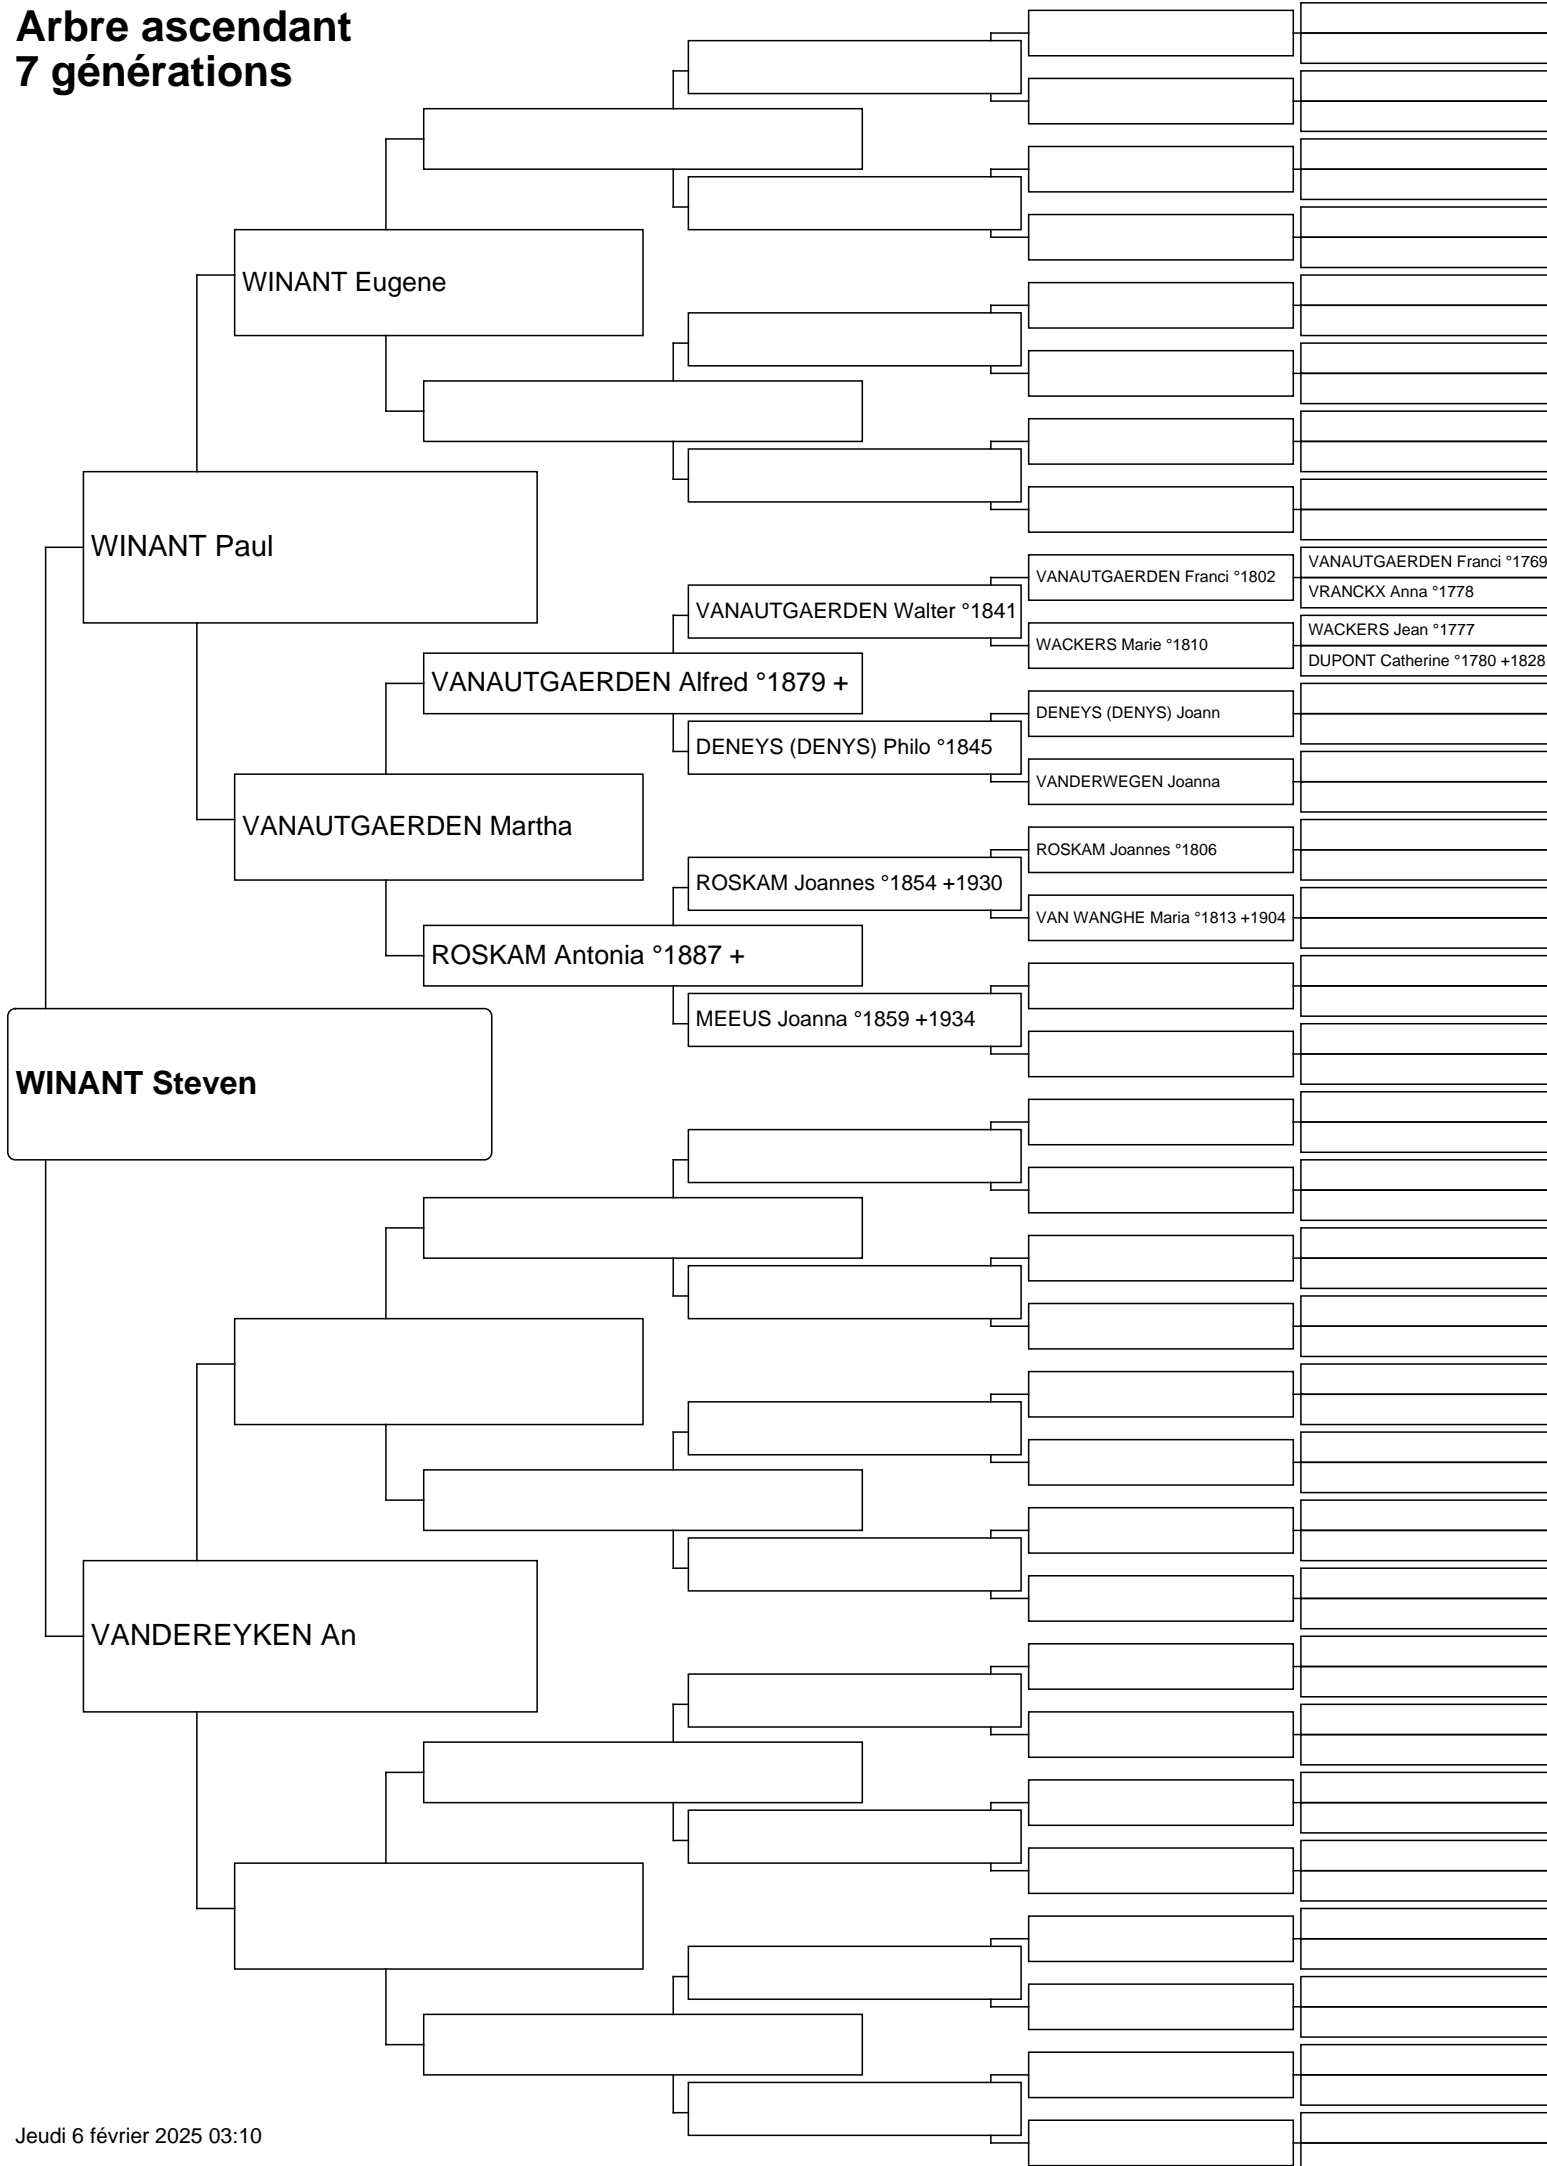 Arbre ascendant
7 générations
WINANT Eugene
WINANT Paul
VANAUTGAERDEN Franci °1802
VANAUTGAERDEN Franci °1769
VRANCKX Anna °1778
VANAUTGAERDEN Walter °1841
WACKERS Marie °1810
WACKERS Jean °1777
DUPONT Catherine °1780 +1828
VANAUTGAERDEN Alfred °1879 +
DENEYS (DENYS) Joann
DENEYS (DENYS) Philo °1845
VANDERWEGEN Joanna
VANAUTGAERDEN Martha
ROSKAM Joannes °1806
ROSKAM Joannes °1854 +1930
VAN WANGHE Maria °1813 +1904
ROSKAM Antonia °1887 +
MEEUS Joanna °1859 +1934
WINANT Steven
VANDEREYKEN An
Jeudi 6 février 2025 03:10